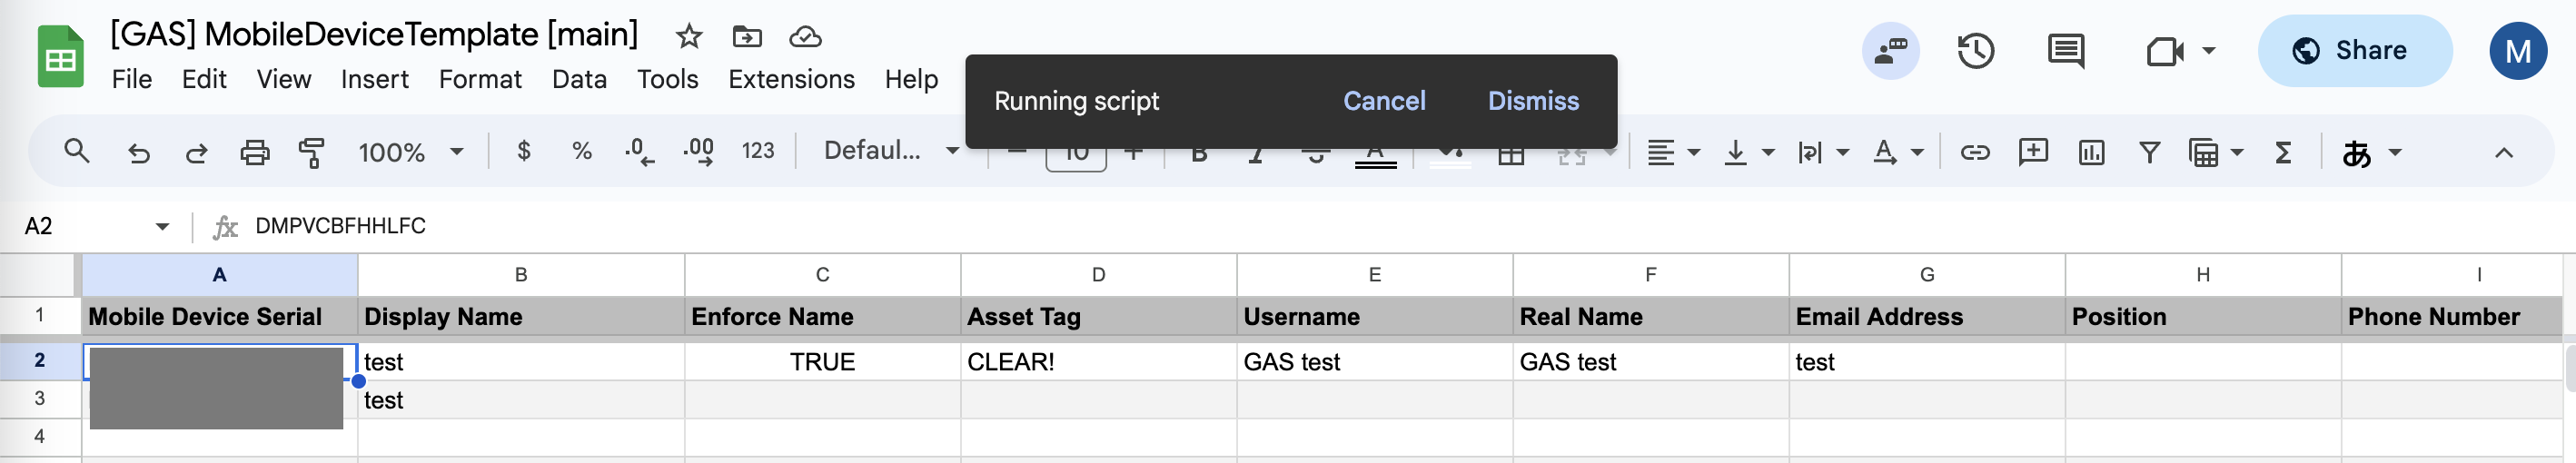 [GAS] MobileDeviceTemplate [main]
File Edit View Insert Format Data Tools Extensions Help
Running script Cancel Dismiss
Share
M
100% $ % .0 .00 123 Defaul... 10 B I S A A あ
A2 fx DMPVCBFHHLFC
A B C D E F G H I
1 Mobile Device Serial Display Name Enforce Name Asset Tag Username Real Name Email Address Position Phone Number
2 test TRUE CLEAR! GAS test GAS test test
3 test
4